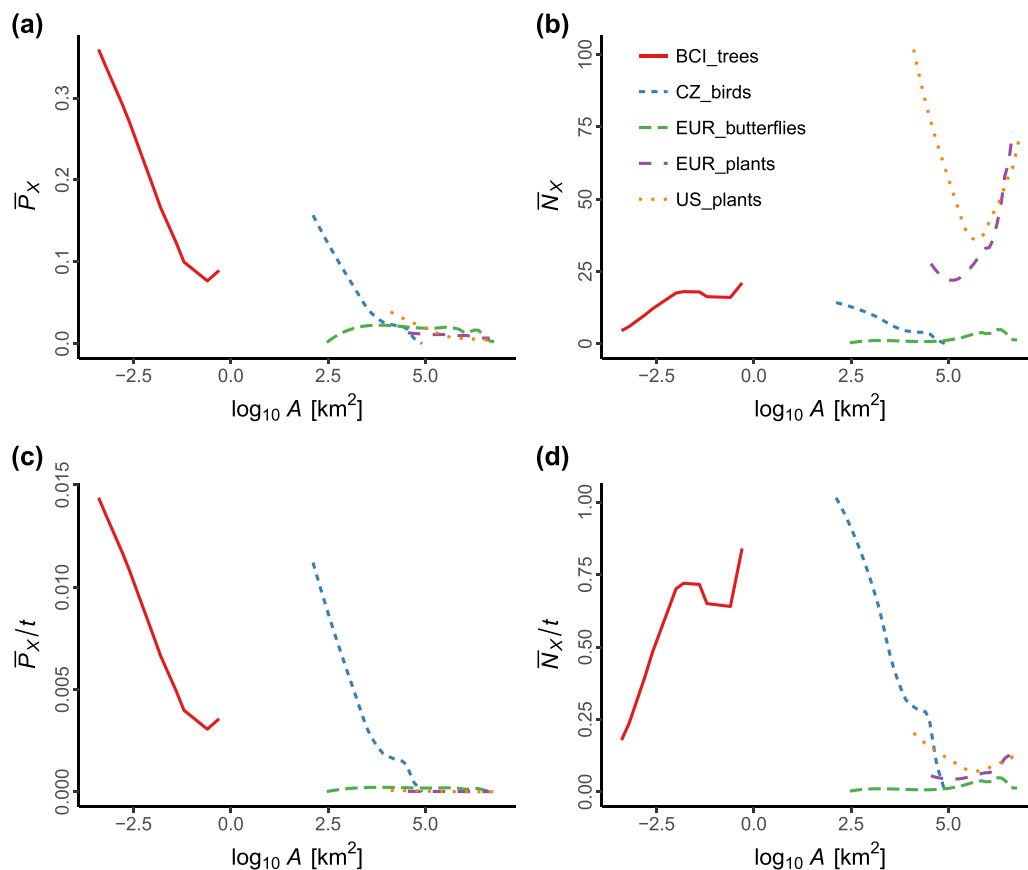 (a)
0.3
0.2
0.1
0.0
P̅X
−2.5 0.0 2.5 5.0
log10 A [km²]
(b)
100
75
50
25
0
N̅X
BCI_trees
CZ_birds
EUR_butterflies
EUR_plants
US_plants
−2.5 0.0 2.5 5.0
log10 A [km²]
(c)
0.015
0.010
0.005
0.000
P̅X/t
−2.5 0.0 2.5 5.0
log10 A [km²]
(d)
1.00
0.75
0.50
0.25
0.00
N̅X/t
−2.5 0.0 2.5 5.0
log10 A [km²]